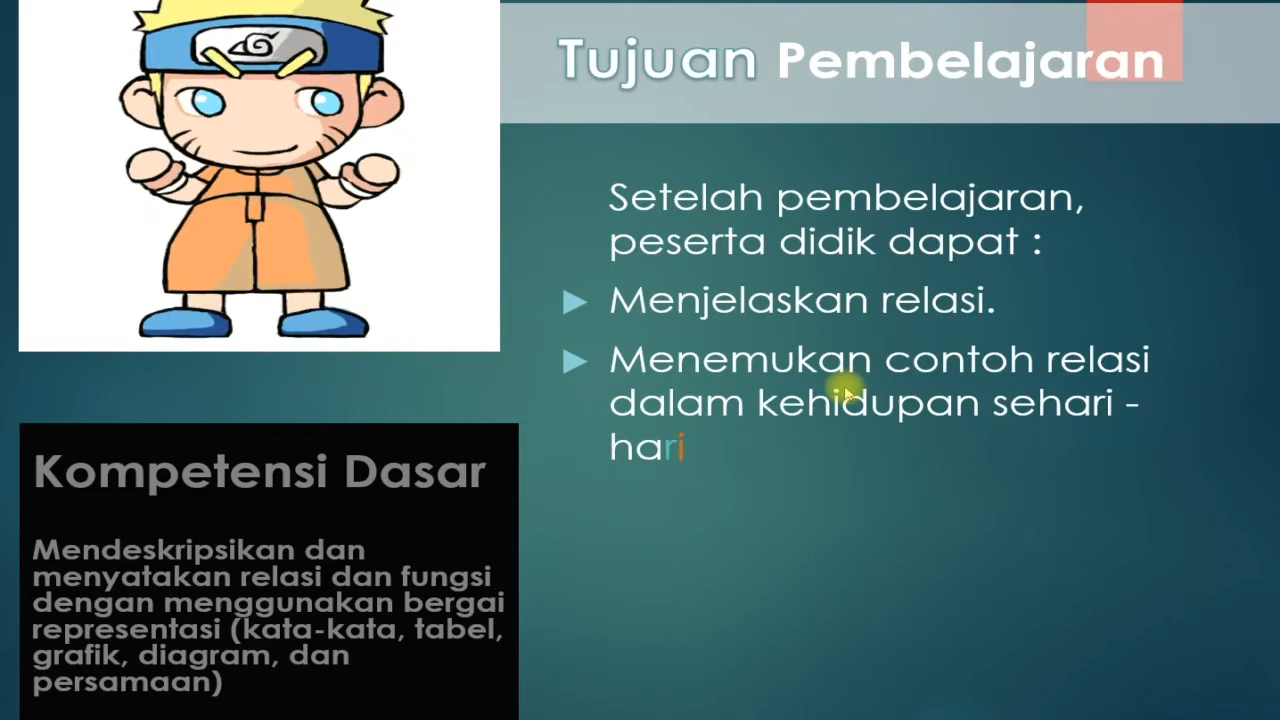 Tujuan Pembelajaran
Setelah pembelajaran,
peserta didik dapat :
Menjelaskan relasi.
Menemukan contoh relasi
dalam kehidupan sehari -
hari
Kompetensi Dasar
Mendeskripsikan dan
menyatakan relasi dan fungsi
dengan menggunakan bergai
representasi (kata-kata, tabel,
grafik, diagram, dan
persamaan)